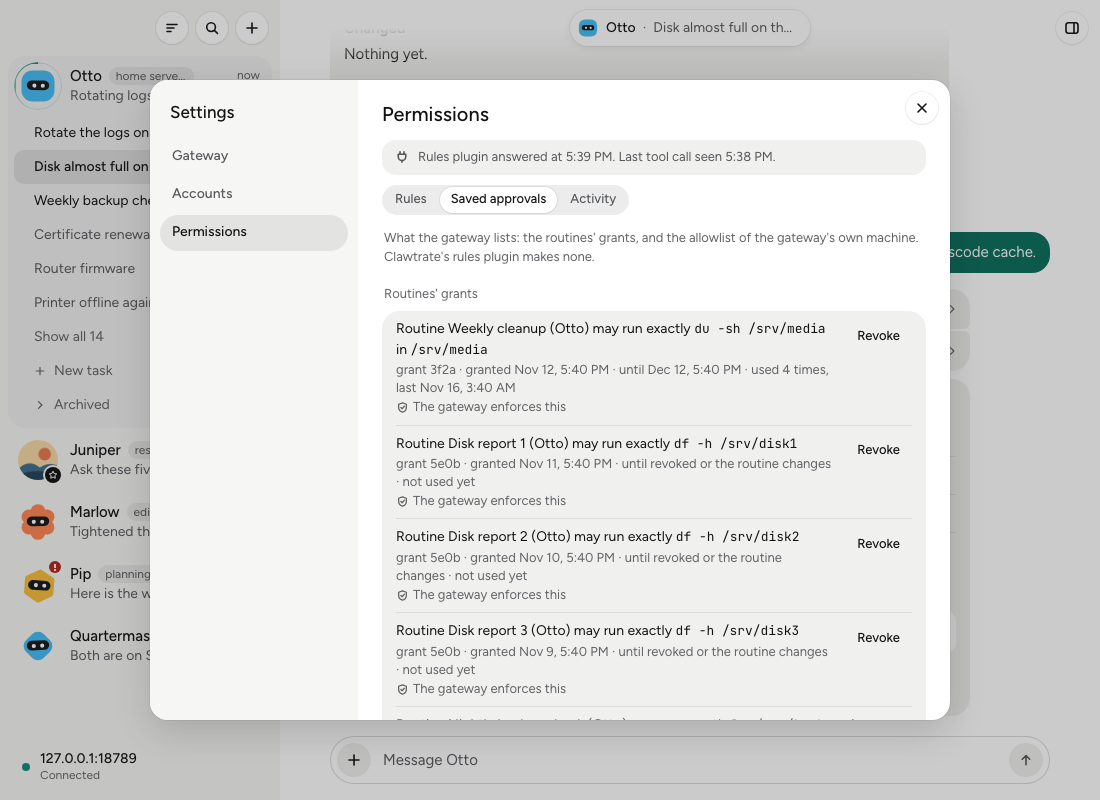 Changed
Nothing yet.
Otto · Disk almost full on th...
Otto home serve... now
Rotating logs
Rotate the logs on
Disk almost full on
Weekly backup che
Certificate renewa
Router firmware
Printer offline agai
Show all 14
New task
Archived
Juniper res
Ask these fiv
Marlow edi
Tightened th
Pip planning
Here is the w
Quartermas
Both are on S
127.0.0.1:18789
Connected
Settings
Gateway
Accounts
Permissions
Permissions
Rules plugin answered at 5:39 PM. Last tool call seen 5:38 PM.
Rules Saved approvals Activity
What the gateway lists: the routines' grants, and the allowlist of the gateway's own machine.
Clawtrate's rules plugin makes none.
Routines' grants
Routine Weekly cleanup (Otto) may run exactly du -sh /srv/media
in /srv/media
Revoke
grant 3f2a · granted Nov 12, 5:40 PM · until Dec 12, 5:40 PM · used 4 times,
last Nov 16, 3:40 AM
The gateway enforces this
Routine Disk report 1 (Otto) may run exactly df -h /srv/disk1
Revoke
grant 5e0b · granted Nov 11, 5:40 PM · until revoked or the routine changes
· not used yet
The gateway enforces this
Routine Disk report 2 (Otto) may run exactly df -h /srv/disk2
Revoke
grant 5e0b · granted Nov 10, 5:40 PM · until revoked or the routine
changes · not used yet
The gateway enforces this
Routine Disk report 3 (Otto) may run exactly df -h /srv/disk3
Revoke
grant 5e0b · granted Nov 9, 5:40 PM · until revoked or the routine changes
· not used yet
The gateway enforces this
scode cache.
Message Otto